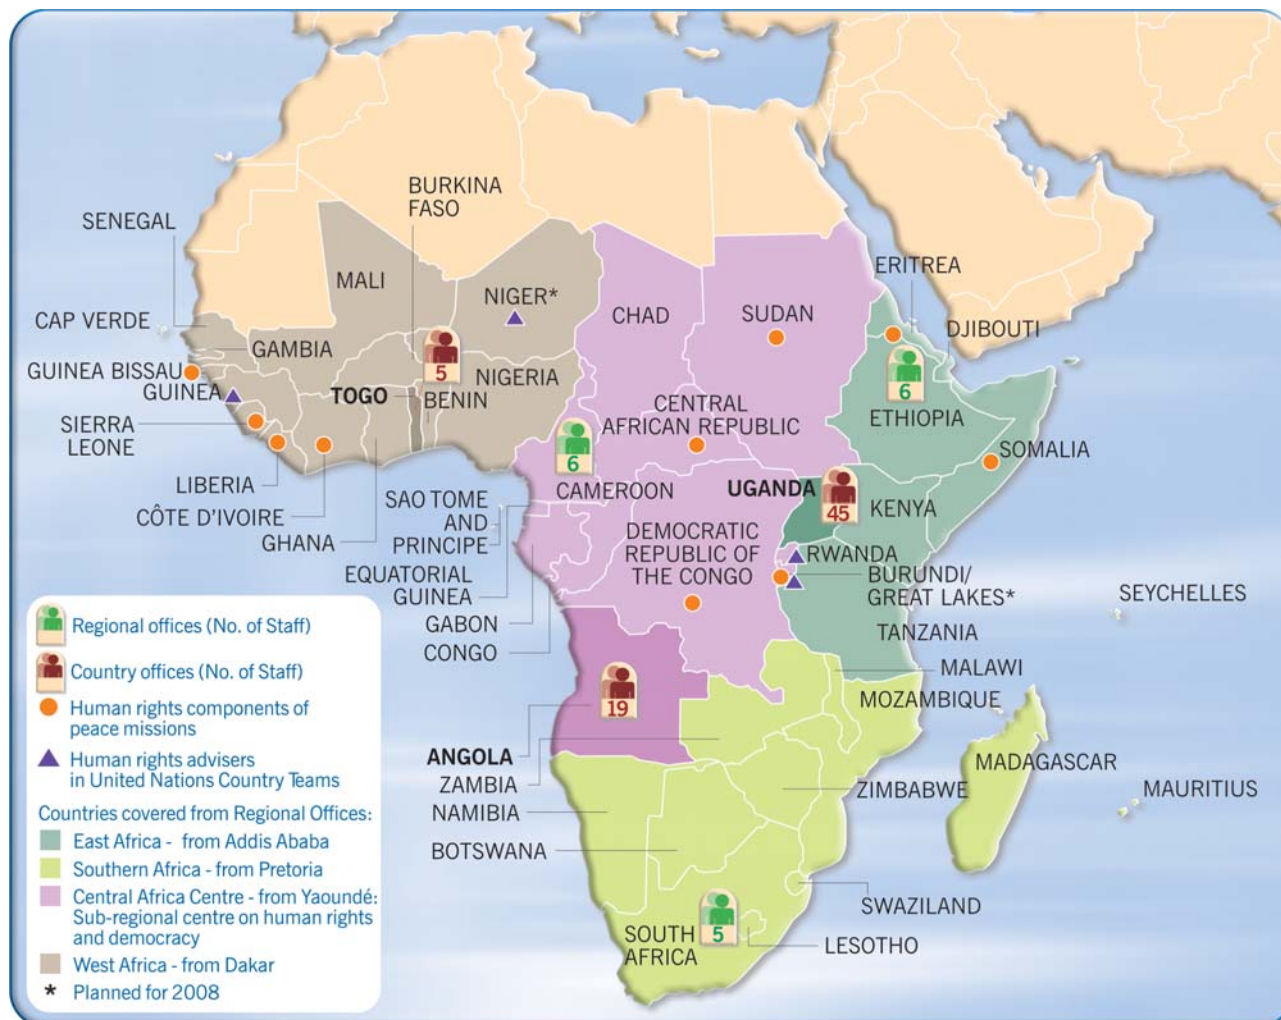 BURKINA
FASO
SENEGAL
MALI
NIGER*
CHAD
SUDAN
ERITREA
CAP VERDE
GAMBIA
DJIBOUTI
GUINEA BISSAU
GUINEA
5
NIGERIA
TOGO
BENIN
6
ETHIOPIA
SIERRA
LEONE
CENTRAL
AFRICAN REPUBLIC
SOMALIA
LIBERIA
6
CAMEROON
UGANDA
45
KENYA
CÔTE D'IVOIRE
GHANA
SAO TOME
AND
PRINCIPE
DEMOCRATIC
REPUBLIC OF
THE CONGO
RWANDA
BURUNDI/
GREAT LAKES*
EQUATORIAL
GUINEA
SEYCHELLES
GABON
TANZANIA
CONGO
MALAWI
MOZAMBIQUE
19
ANGOLA
ZAMBIA
MADAGASCAR
NAMIBIA
ZIMBABWE
MAURITIUS
BOTSWANA
SWAZILAND
SOUTH
AFRICA
5
LESOTHO
Regional offices (No. of Staff)
Country offices (No. of Staff)
Human rights components of
peace missions
Human rights advisers
in United Nations Country Teams
Countries covered from Regional Offices:
East Africa - from Addis Ababa
Southern Africa - from Pretoria
Central Africa Centre - from Yaoundé:
Sub-regional centre on human rights
and democracy
West Africa - from Dakar
* Planned for 2008